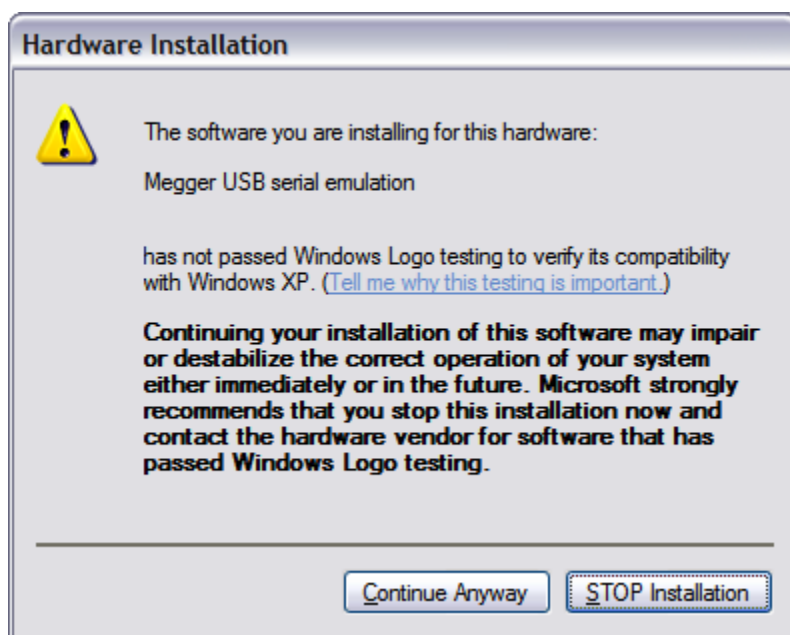 Hardware Installation
The software you are installing for this hardware:
Megger USB serial emulation
has not passed Windows Logo testing to verify its compatibility
with Windows XP. (Tell me why this testing is important.)
Continuing your installation of this software may impair
or destabilize the correct operation of your system
either immediately or in the future. Microsoft strongly
recommends that you stop this installation now and
contact the hardware vendor for software that has
passed Windows Logo testing.
Continue Anyway
STOP Installation